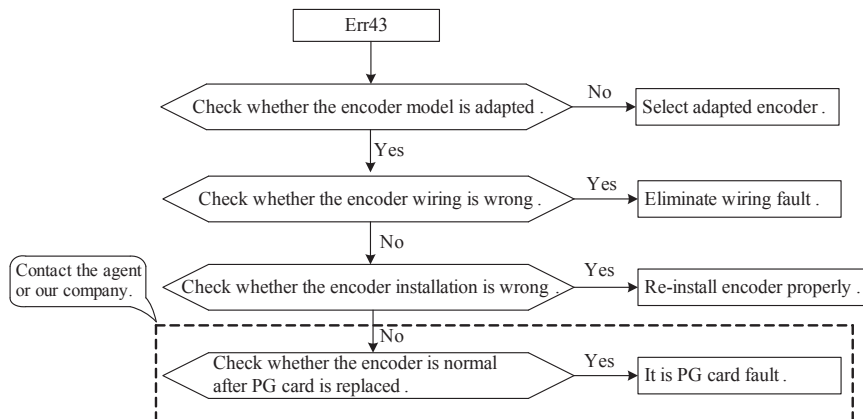 Err43
Check whether the encoder model is adapted .
No
Select adapted encoder .
Yes
Check whether the encoder wiring is wrong .
Yes
Eliminate wiring fault .
No
Contact the agent
or our company.
Check whether the encoder installation is wrong .
Yes
Re-install encoder properly .
No
Check whether the encoder is normal
after PG card is replaced .
Yes
It is PG card fault .